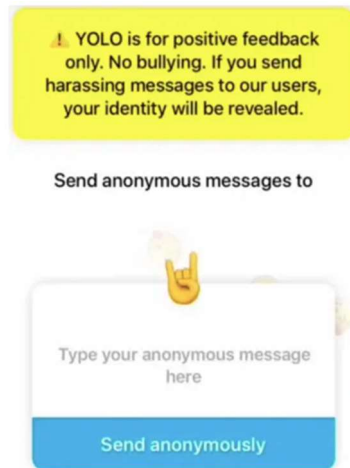 ⚠️ YOLO is for positive feedback
only. No bullying. If you send
harassing messages to our users,
your identity will be revealed.
Send anonymous messages to
Type your anonymous message
here
Send anonymously